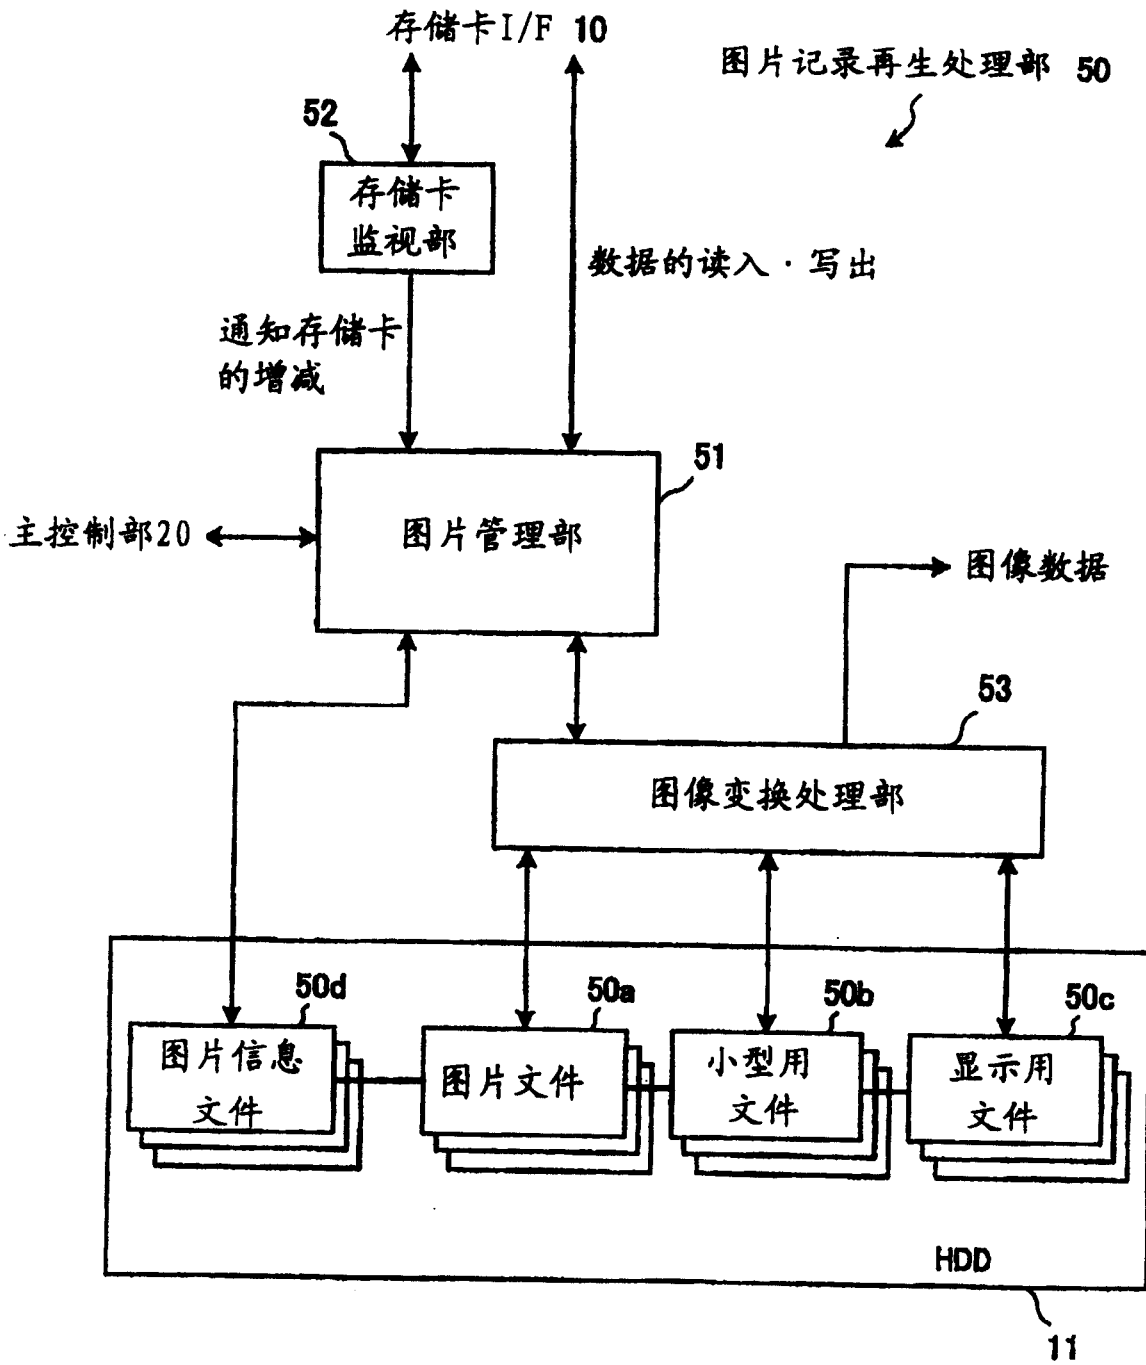 存储卡I/F 10
图片记录再生处理部 50
52
存储卡
监视部
数据的读入·写出
通知存储卡
的增减
51
主控制部20
图片管理部
图像数据
53
图像变换处理部
50d
50a
50b
50c
图片信息
文件
图片文件
小型用
文件
显示用
文件
HDD
11